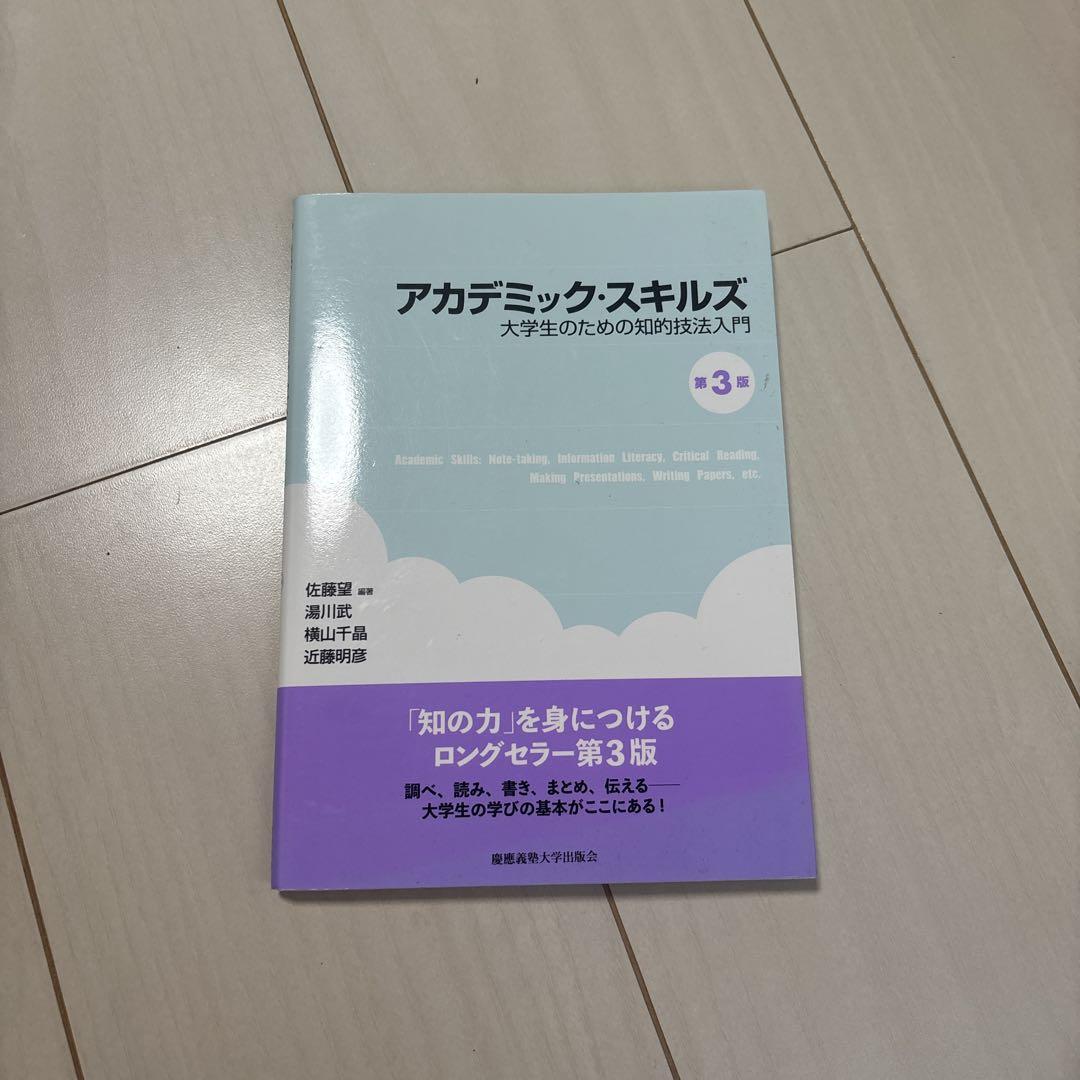 アカデミック・スキルズ
大学生のための知的技法入門
第3版
Academic Skills: Note-taking, Information Literacy, Critical Reading,
Making Presentations, Writing Papers, etc.
佐藤望 編著
湯川武
横山千晶
近藤明彦
「知の力」を身につける
ロングセラー第3版
調べ、読み、書き、まとめ、伝える──
大学生の学びの基本がここにある!
慶應義塾大学出版会